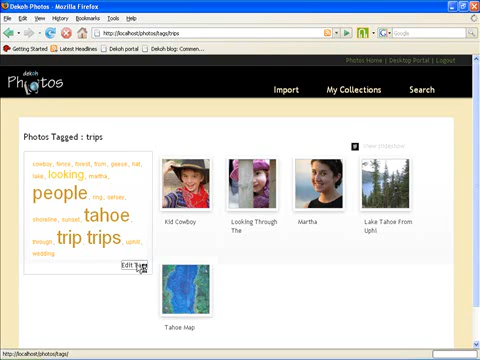 Dekoh Photos - Mozilla Firefox
File Edit View History Bookmarks Tools Help
http://localhost/photos/tags/trips
Google
Getting Started Latest Headlines Dekoh portal Dekoh blog: Commen...
Photos Home | Desktop Portal | Logout
dekoh
Photos
Import My Collections Search
Photos Tagged : trips
view slideshow
cowboy, fence, forest, from, geese, hat,
lake, looking, martha,
people, ring, selsey,
shoreline, sunset, tahoe,
through, trip trips, uphl,
wedding
Edit
Kid Cowboy
Looking Through
The
Martha
Lake Tahoe From
Uphl
Tahoe Map
http://localhost/photos/tags/